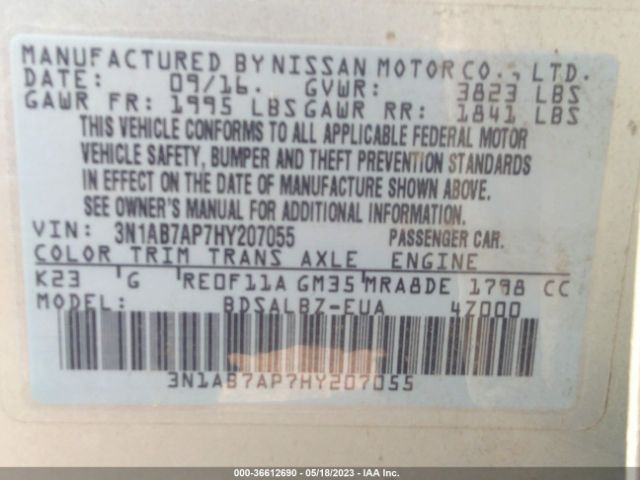 MANUFACTURED BY NISSAN MOTOR CO., LTD.
DATE: 09/16. GVWR: 3823 LBS
GAWR FR: 1995 LBS GAWR RR: 1841 LBS
THIS VEHICLE CONFORMS TO ALL APPLICABLE FEDERAL MOTOR
VEHICLE SAFETY, BUMPER AND THEFT PREVENTION STANDARDS
IN EFFECT ON THE DATE OF MANUFACTURE SHOWN ABOVE.
SEE OWNER'S MANUAL FOR ADDITIONAL INFORMATION.
VIN: 3N1AB7AP7HY207055 PASSENGER CAR.
COLOR TRIM TRANS AXLE ENGINE
K23 G RE0F11A GM35 MRA8DE 1798 CC
MODEL: BDSALBZ-EUA 4Z000
3N1AB7AP7HY207055
000-36612690 - 05/18/2023 - IAA Inc.